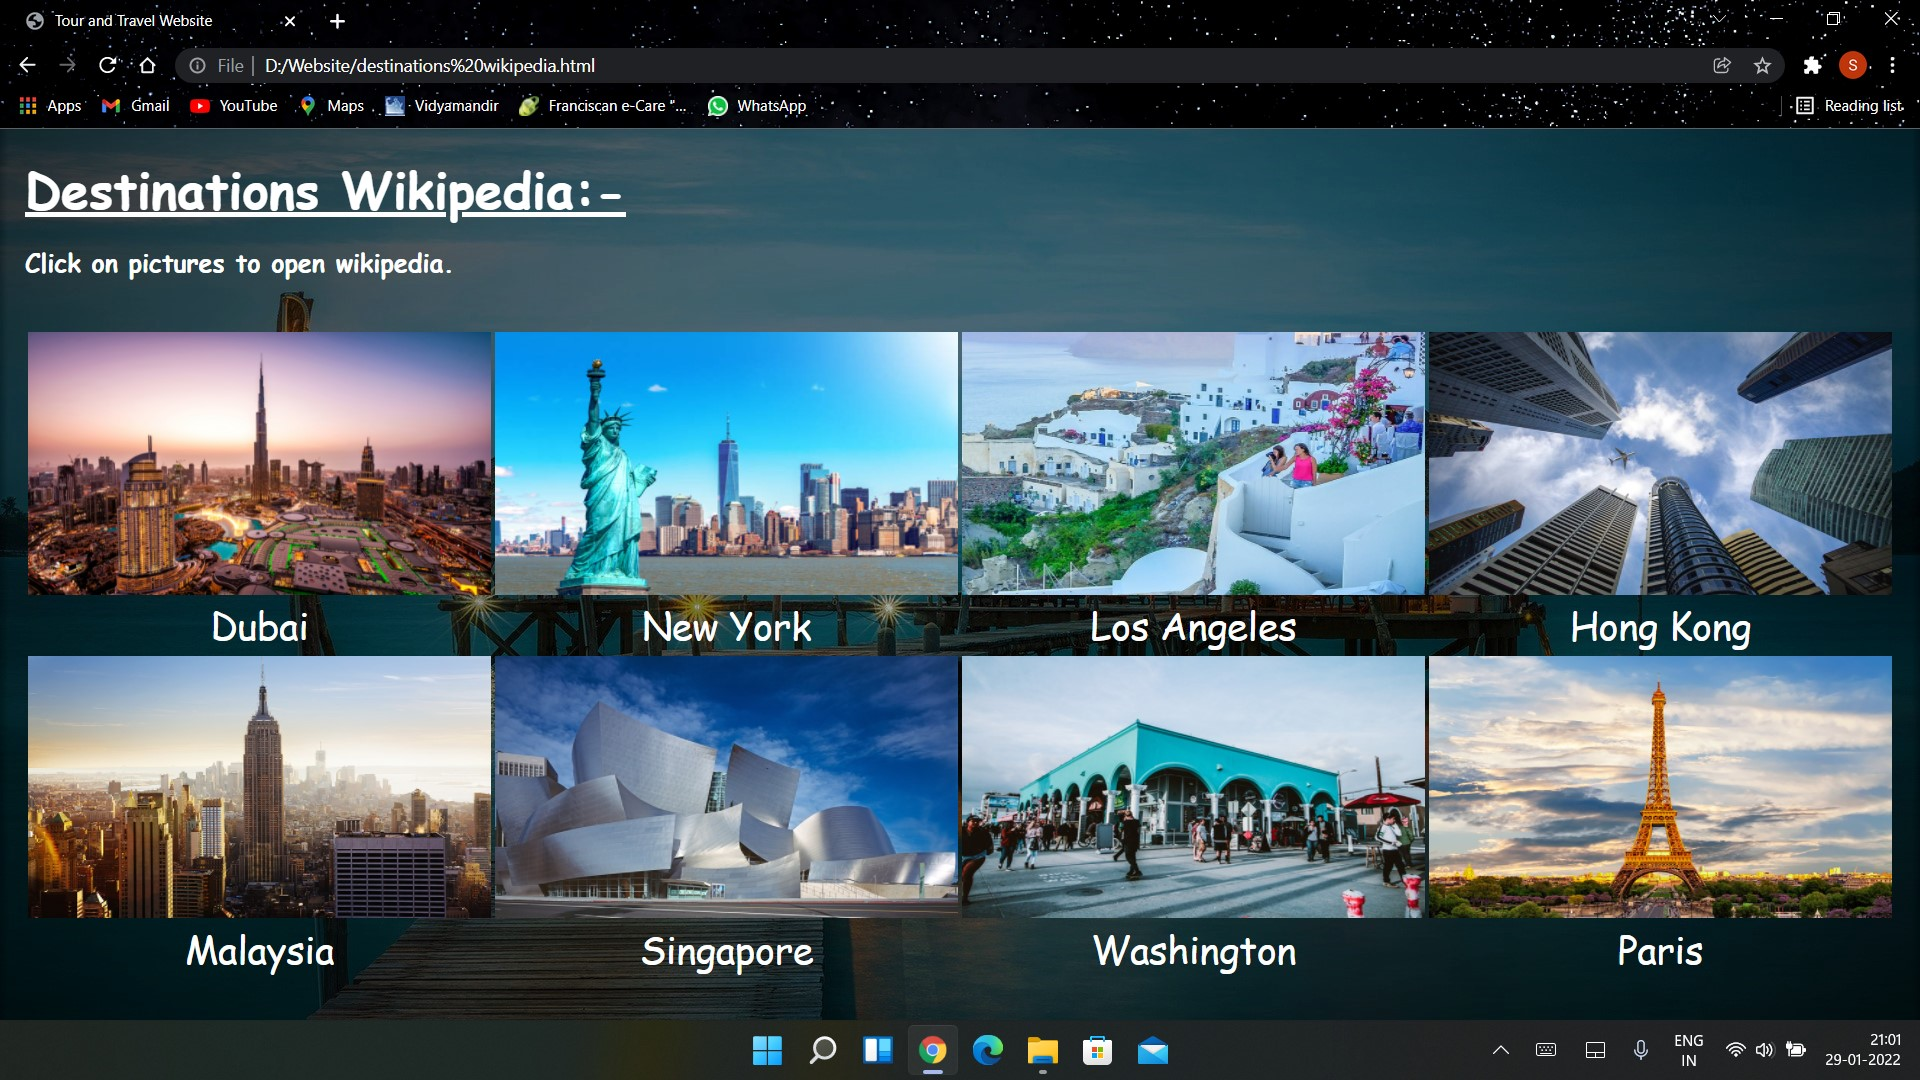 Tour and Travel Website
File | D:/Website/destinations%20wikipedia.html
S
Apps Gmail YouTube Maps Vidyamandir Franciscan e-Care "... WhatsApp Reading list
Destinations Wikipedia:-
Click on pictures to open wikipedia.
Dubai New York Los Angeles Hong Kong
Malaysia Singapore Washington Paris
ENG 21:01
IN 29-01-2022